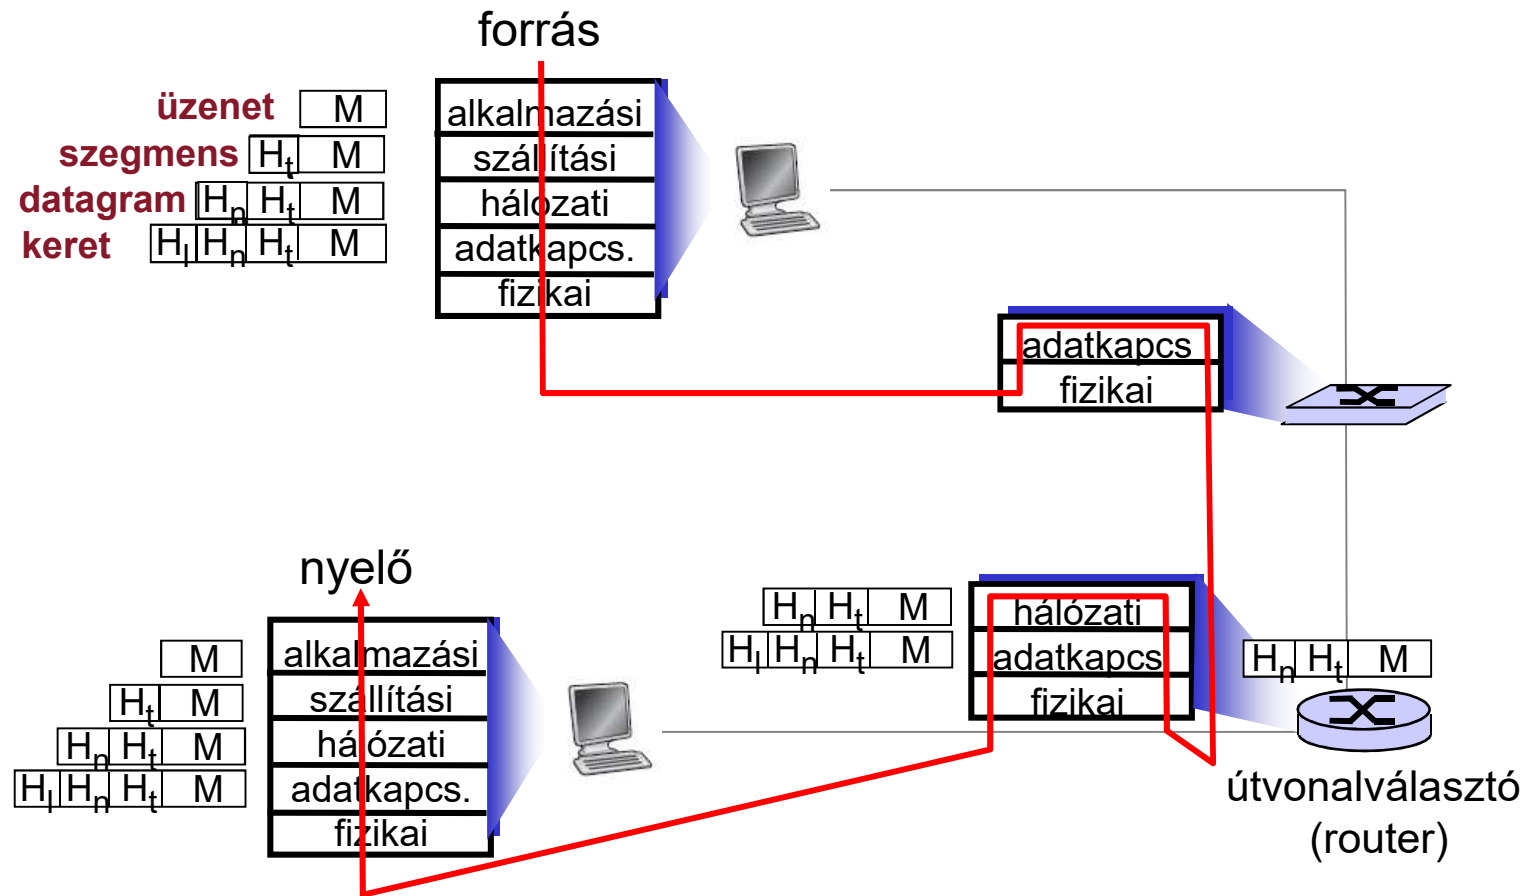 forrás
üzenet M
szegmens Ht M
datagram Hn Ht M
keret Hl Hn Ht M
alkalmazási
szállítási
hálózati
adatkapcs.
fizikai
adatkapcs
fizikai
nyelő
M
Ht M
Hn Ht M
Hl Hn Ht M
alkalmazási
szállítási
hálózati
adatkapcs.
fizikai
Hn Ht M
Hl Hn Ht M
hálózati
adatkapcs
fizikai
Hn Ht M
útvonalválasztó
(router)